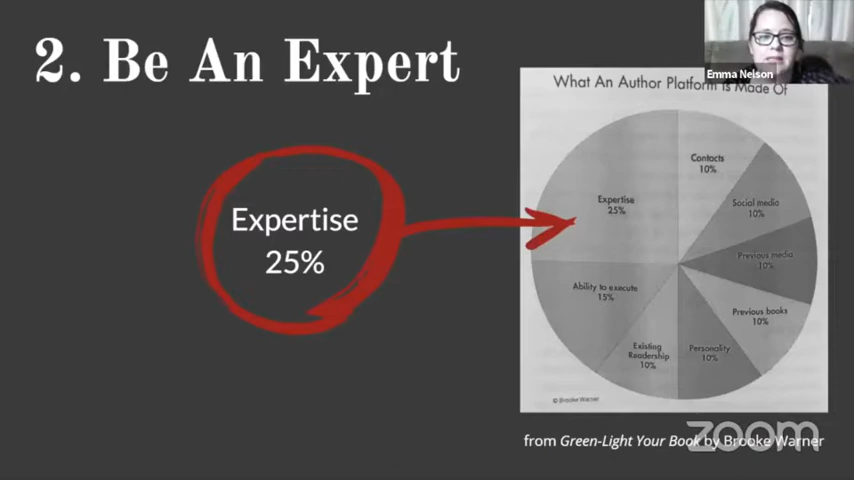 2. Be An Expert
Emma Nelson
Expertise
25%
What An Author Platform Is Made Of
Contacts
10%
Expertise
25%
Social media
10%
Previous media
10%
Ability to execute
15%
Previous books
10%
Existing
Readership
10%
Personality
10%
© Brooke Warner
zoom
from Green-Light Your Book by Brooke Warner